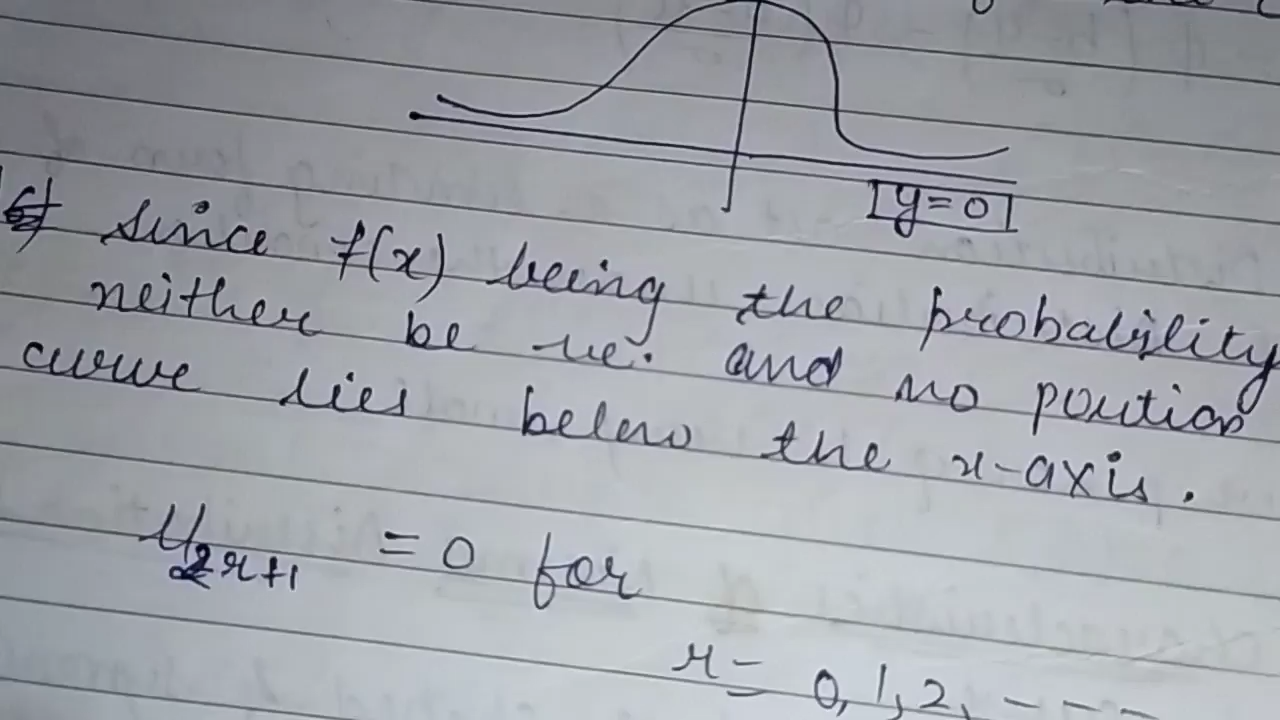 y=0
since f(x) being the probability
neither be -ve. and no portion
curve lies below the x-axis.
μ2r+1 = 0 for
r = 0, 1, 2, ----